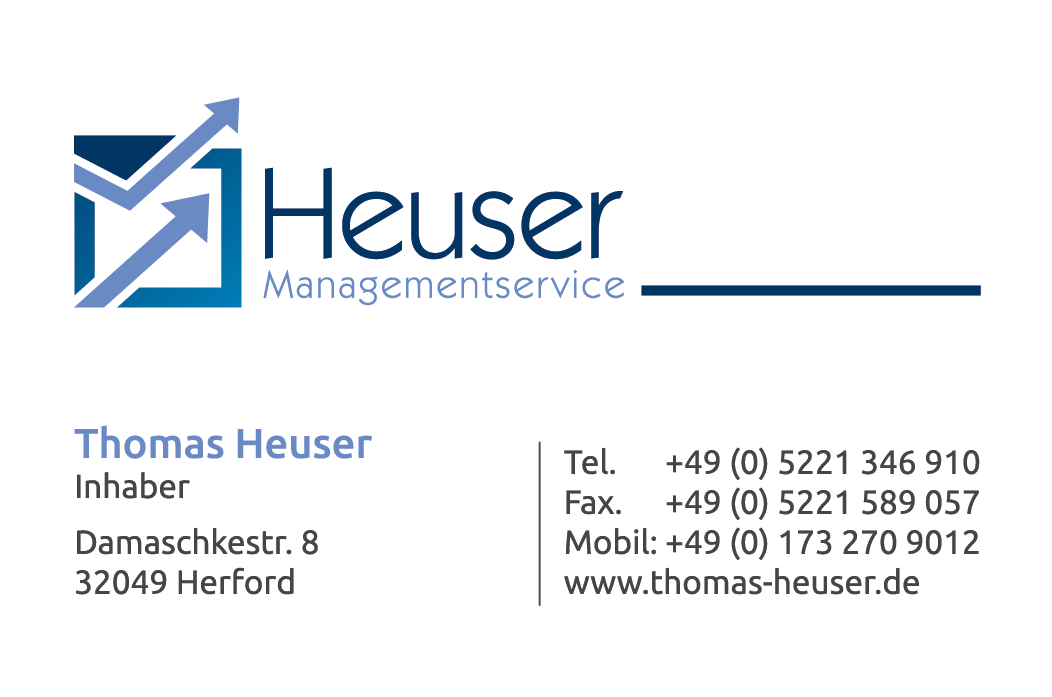 Heuser
Managementservice
Thomas Heuser
Inhaber
Damaschkestr. 8
32049 Herford
Tel. +49 (0) 5221 346 910
Fax. +49 (0) 5221 589 057
Mobil: +49 (0) 173 270 9012
www.thomas-heuser.de